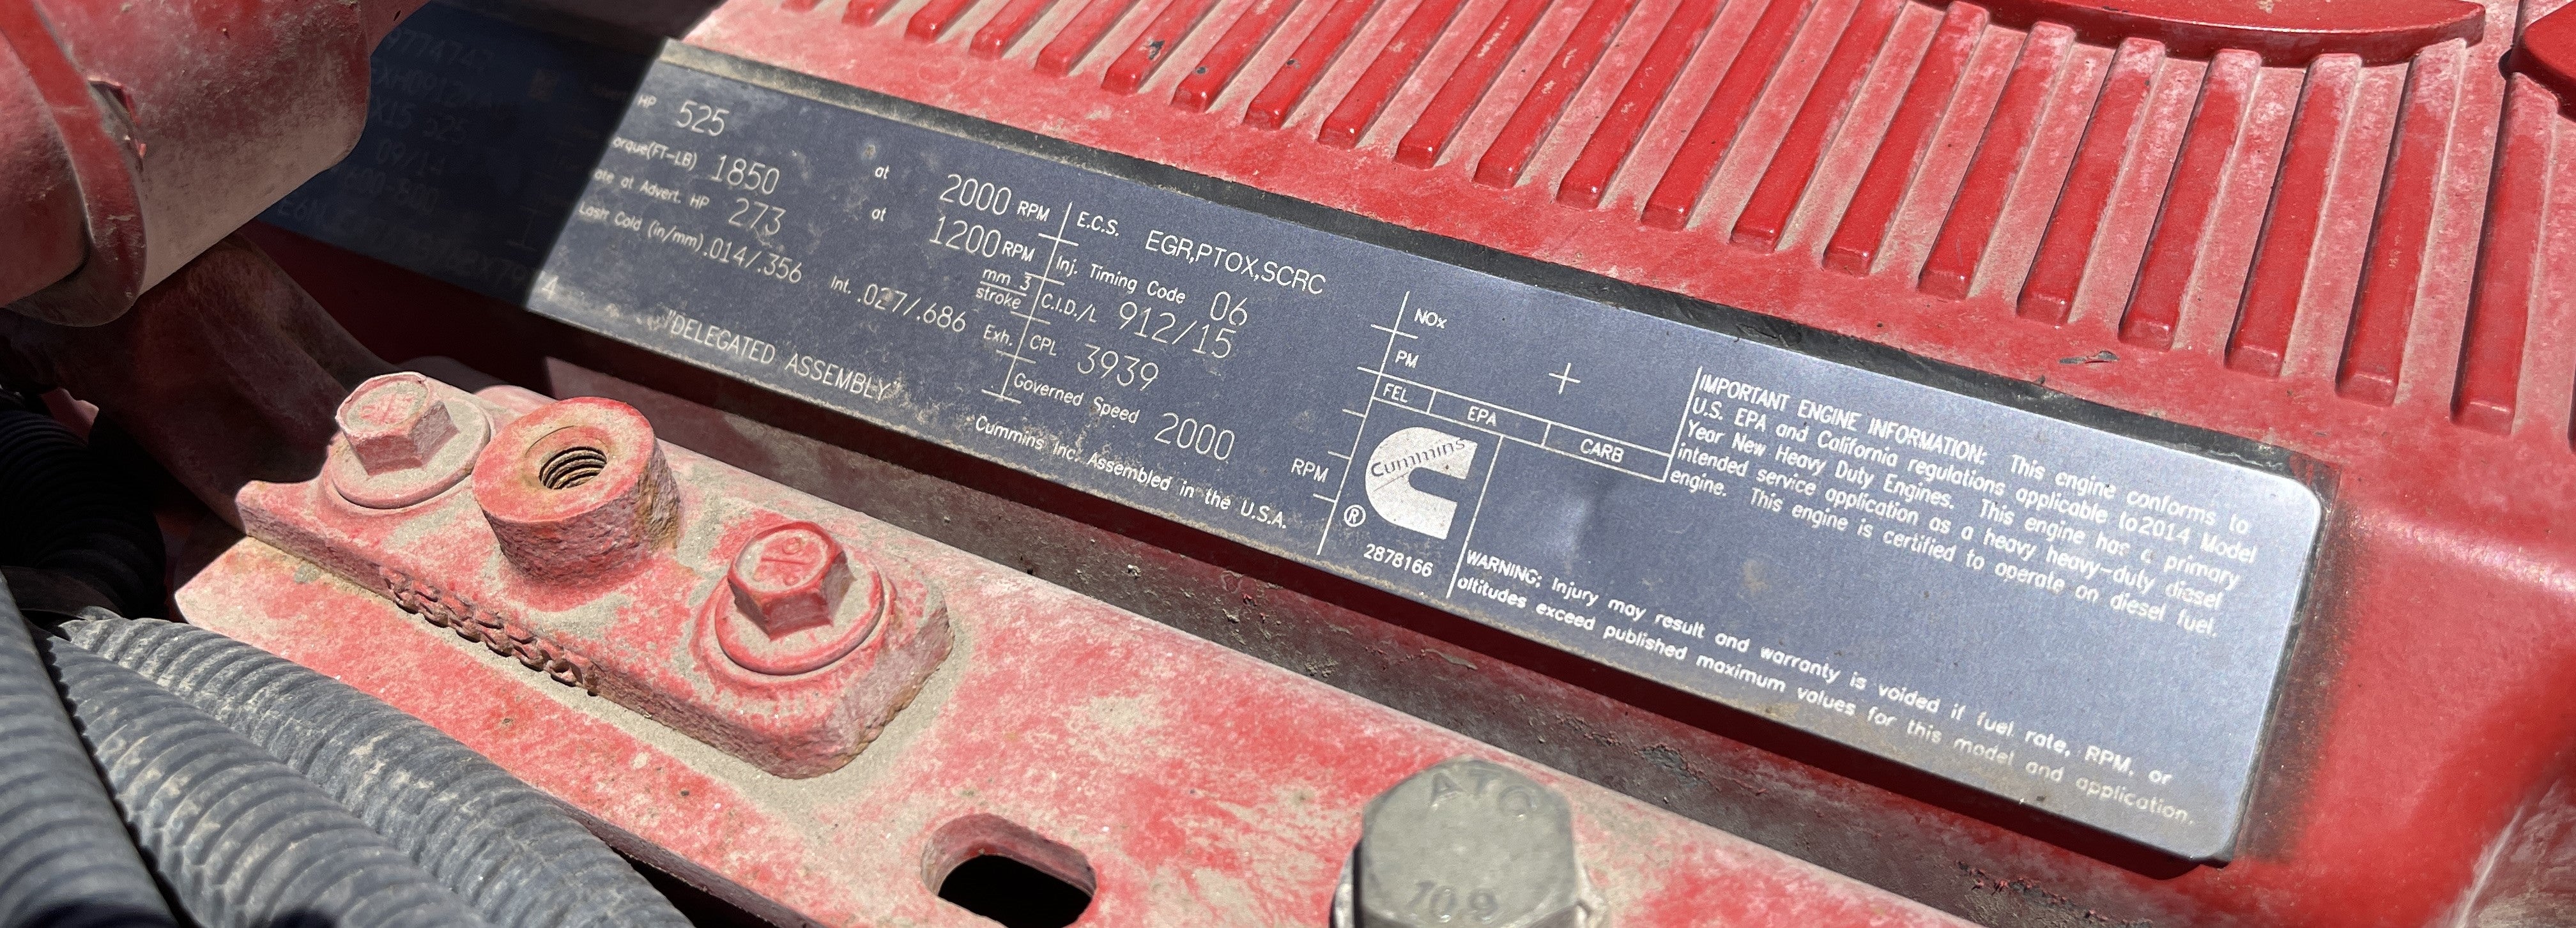 HP 525 at 2000 RPM
orque(FT-LB) 1850 at 1200 RPM
ate at Advert. HP 273 mm 3
stroke
Lash Cold (in/mm) .014/.356 Int. .027/.686 Exh.
"DELEGATED ASSEMBLY"
E.C.S. EGR,PTOX,SCRC
Inj. Timing Code 06
C.I.D./L 912/15
CPL 3939
Governed Speed 2000 RPM
Cummins Inc. Assembled in the U.S.A.
NOx
PM
FEL EPA CARB
Cummins
®
2878166
IMPORTANT ENGINE INFORMATION: This engine conforms to
U.S. EPA and California regulations applicable to 2014 Model
Year New Heavy Duty Engines. This engine has a primary
intended service application as a heavy heavy-duty diesel
engine. This engine is certified to operate on diesel fuel.
WARNING: Injury may result and warranty is voided if fuel rate, RPM, or
altitudes exceed published maximum values for this model and application.
10.9